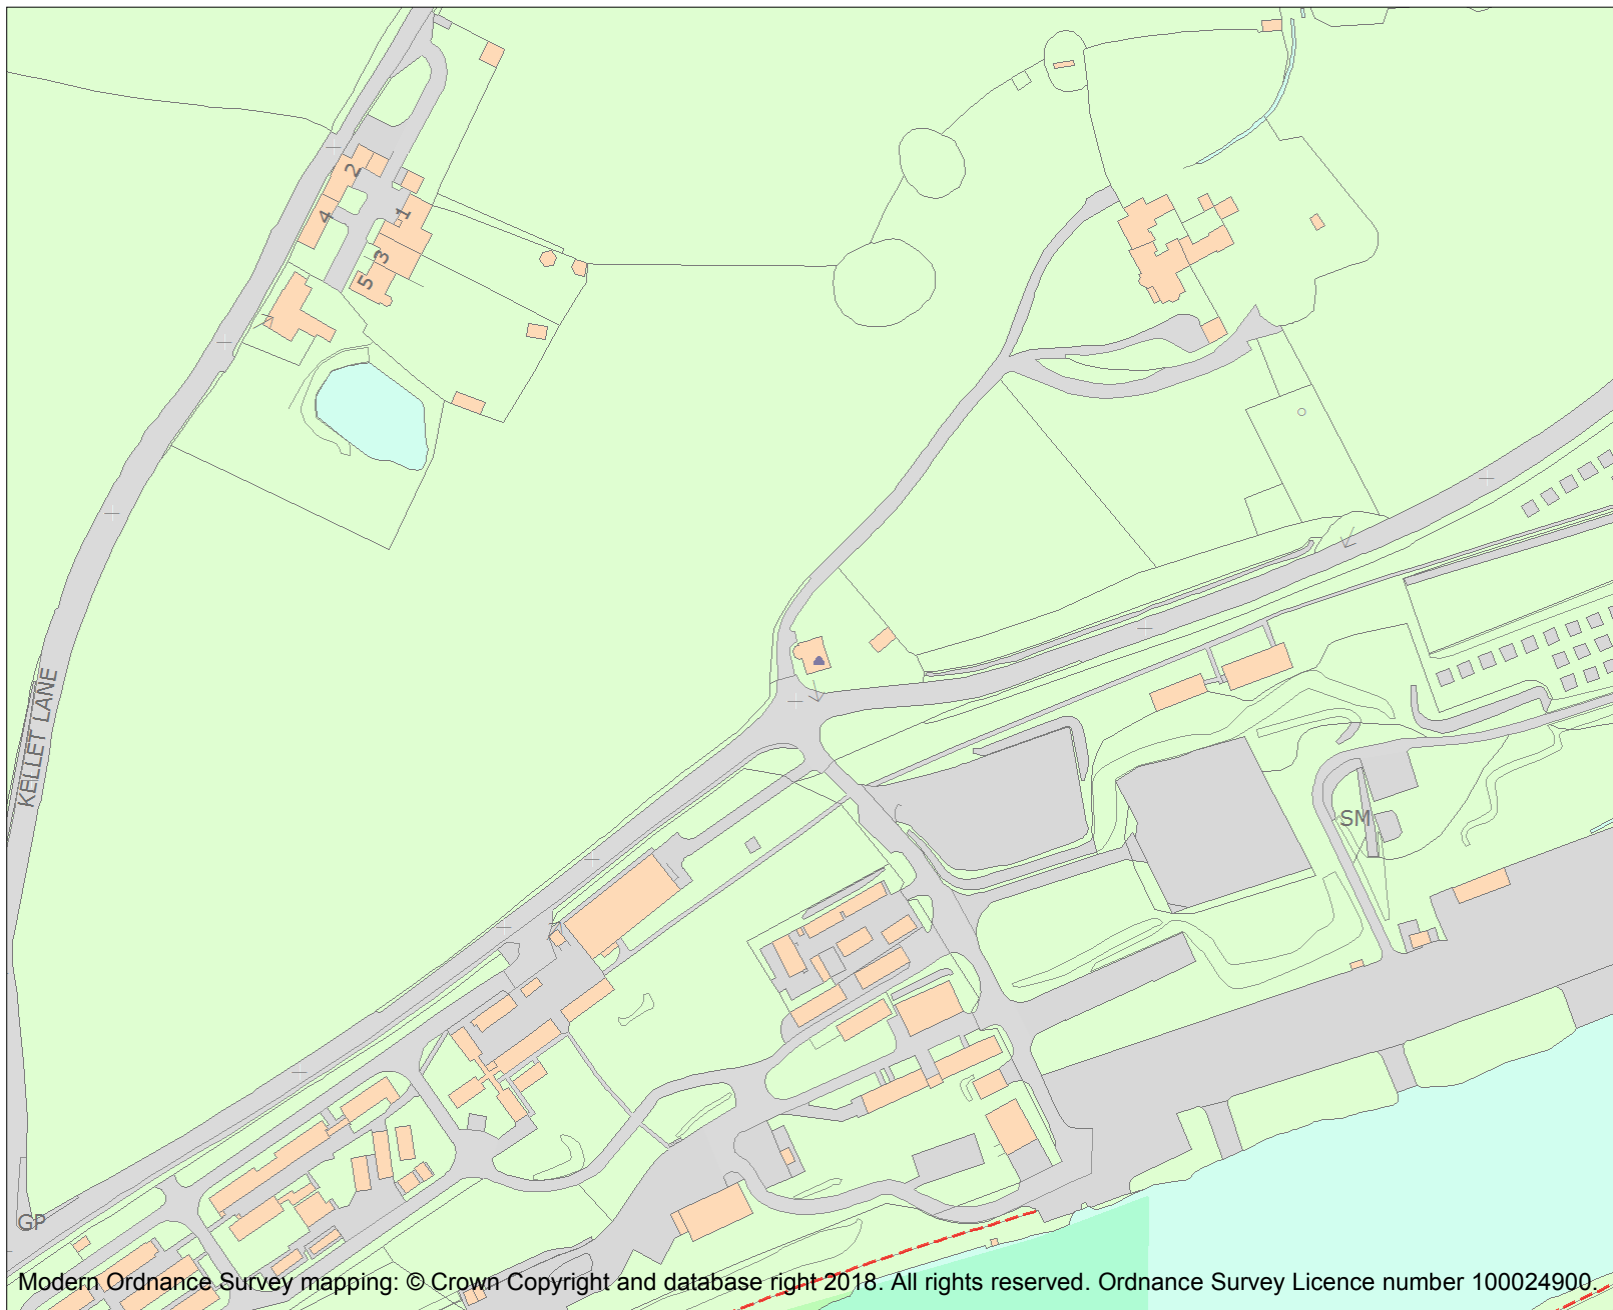 2
4
1
3
5
KELLET LANE
SM
GP
Modern Ordnance Survey mapping: © Crown Copyright and database right 2018. All rights reserved. Ordnance Survey Licence number 100024900.